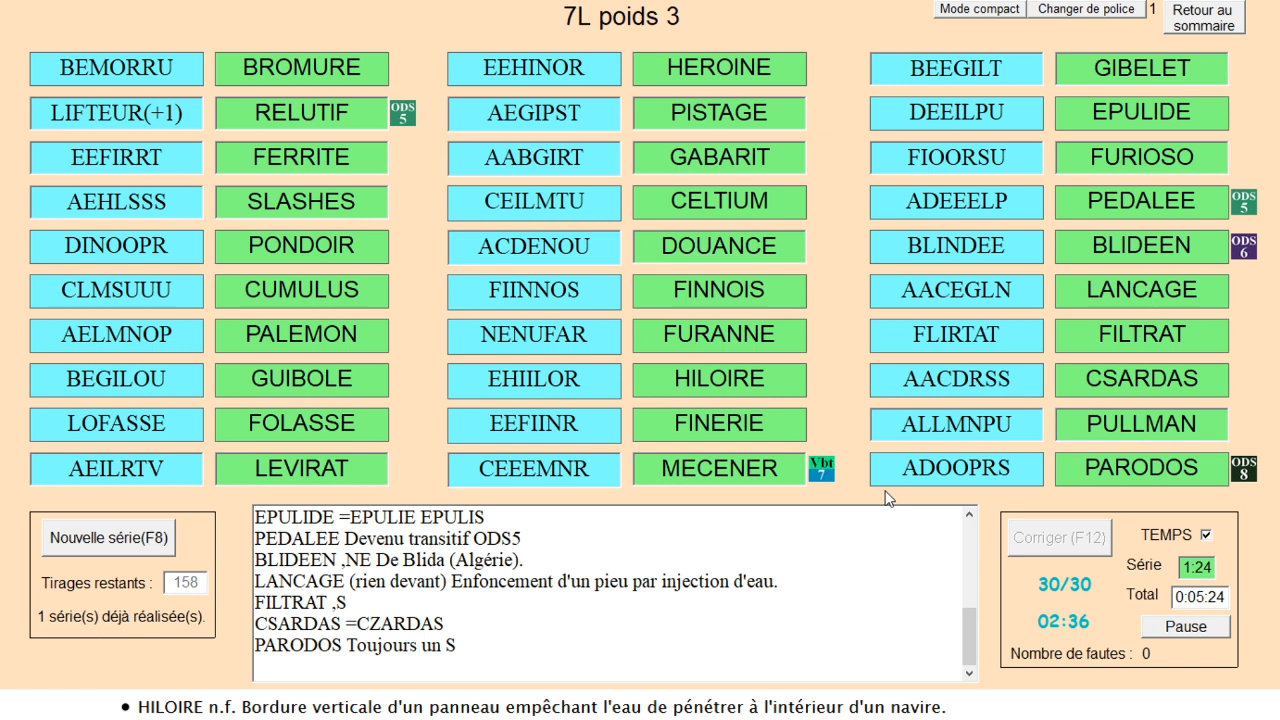 7L poids 3
Mode compact
Changer de police
1
Retour au
sommaire
BEMORRU BROMURE EEHINOR HEROINE BEEGILT GIBELET
LIFTEUR(+1) RELUTIF ODS 5 AEGIPST PISTAGE DEEILPU EPULIDE
EEFIRRT FERRITE AABGIRT GABARIT FIOORSU FURIOSO
AEHLSSS SLASHES CEILMTU CELTIUM ADEEELP PEDALEE ODS 5
DINOOPR PONDOIR ACDENOU DOUANCE BLINDEE BLIDEEN ODS 6
CLMSUUU CUMULUS FIINNOS FINNOIS AACEGLN LANCAGE
AELMNOP PALEMON NENUFAR FURANNE FLIRTAT FILTRAT
BEGILOU GUIBOLE EHIILOR HILOIRE AACDRSS CSARDAS
LOFASSE FOLASSE EEFIINR FINERIE ALLMNPU PULLMAN
AEILRTV LEVIRAT CEEEMNR MECENER Vbt 7 ADOOPRS PARODOS ODS 8
Nouvelle série(F8)
Tirages restants : 158
1 série(s) déjà réalisée(s).
EPULIDE =EPULIE EPULIS
PEDALEE Devenu transitif ODS5
BLIDEEN ,NE De Blida (Algérie).
LANCAGE (rien devant) Enfoncement d'un pieu par injection d'eau.
FILTRAT ,S
CSARDAS =CZARDAS
PARODOS Toujours un S
Corriger (F12)
TEMPS
Série 1:24
30/30
Total 0:05:24
02:36
Pause
Nombre de fautes : 0
• HILOIRE n.f. Bordure verticale d'un panneau empêchant l'eau de pénétrer à l'intérieur d'un navire.